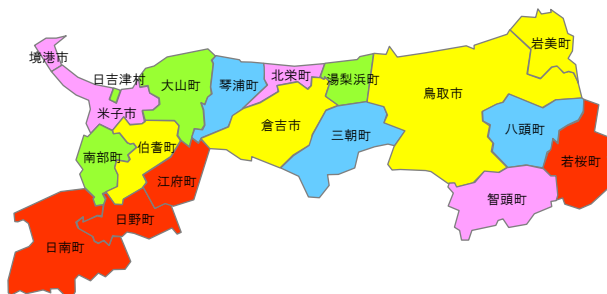 岩美町
境港市
日吉津村
大山町
琴浦町
北栄町
湯梨浜町
鳥取市
米子市
倉吉市
三朝町
八頭町
南部町
伯耆町
若桜町
江府町
智頭町
日野町
日南町